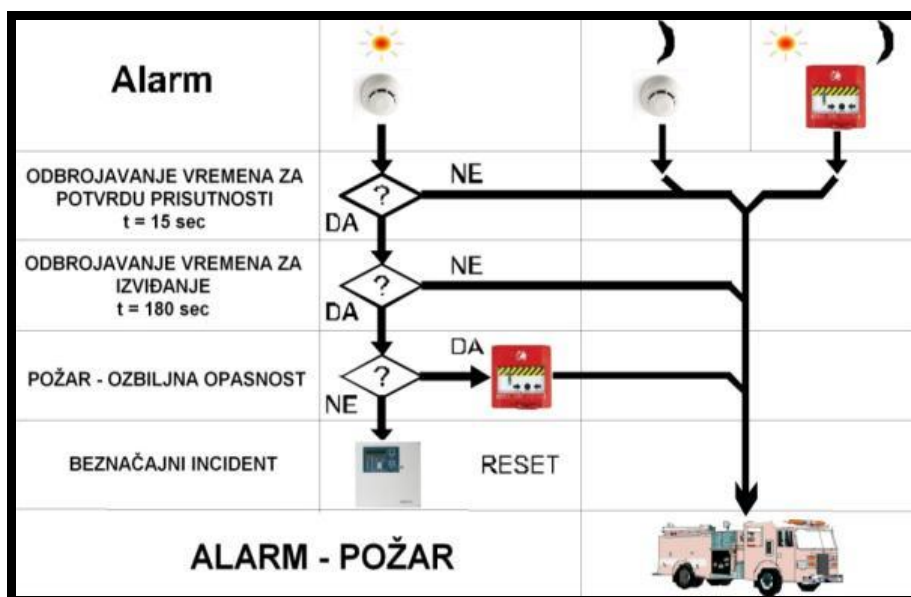 Alarm
ODBROJAVANJE VREMENA ZA
POTVRDU PRISUTNOSTI
t = 15 sec
?
NE
DA
ODBROJAVANJE VREMENA ZA
IZVIĐANJE
t = 180 sec
?
NE
DA
POŽAR - OZBILJNA OPASNOST
?
DA
NE
BEZNAČAJNI INCIDENT
RESET
ALARM - POŽAR